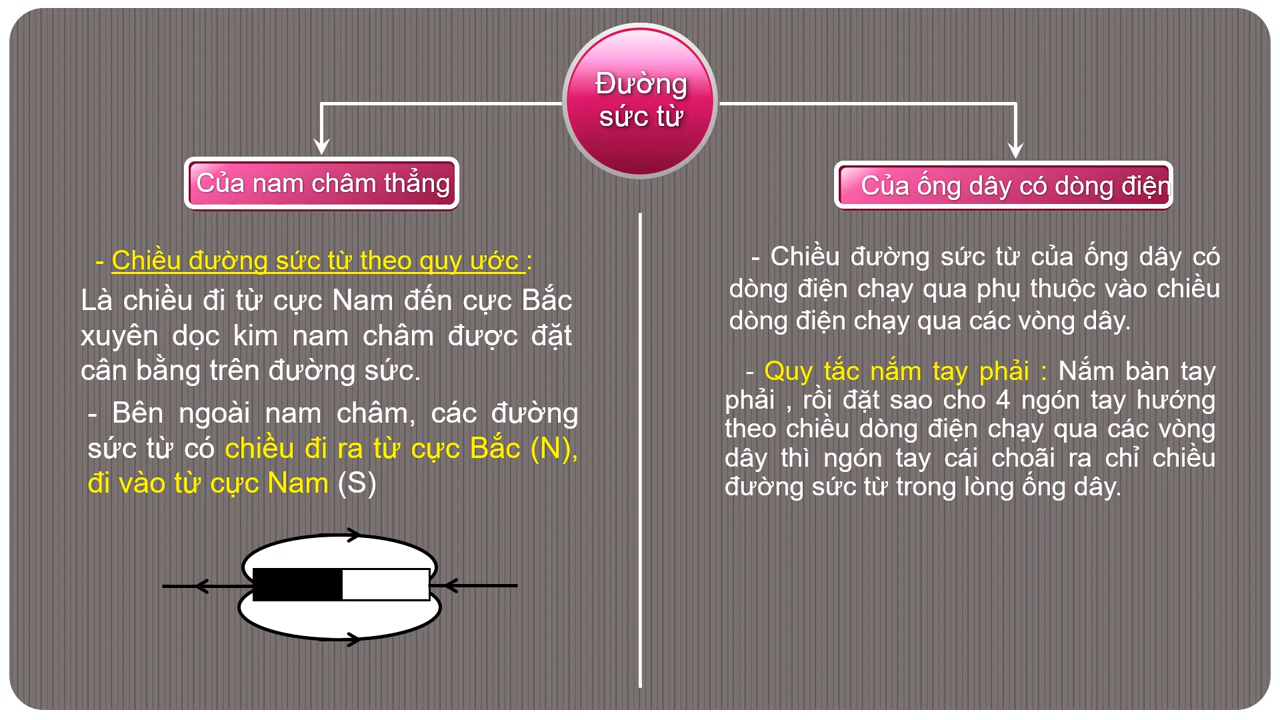 Đường
sức từ
Của nam châm thẳng
Của ống dây có dòng điện
- Chiều đường sức từ theo quy ước :
Là chiều đi từ cực Nam đến cực Bắc
xuyên dọc kim nam châm được đặt
cân bằng trên đường sức.
- Bên ngoài nam châm, các đường
sức từ có chiều đi ra từ cực Bắc (N),
đi vào từ cực Nam (S)
- Chiều đường sức từ của ống dây có
dòng điện chạy qua phụ thuộc vào chiều
dòng điện chạy qua các vòng dây.
- Quy tắc nắm tay phải : Nắm bàn tay
phải , rồi đặt sao cho 4 ngón tay hướng
theo chiều dòng điện chạy qua các vòng
dây thì ngón tay cái choãi ra chỉ chiều
đường sức từ trong lòng ống dây.